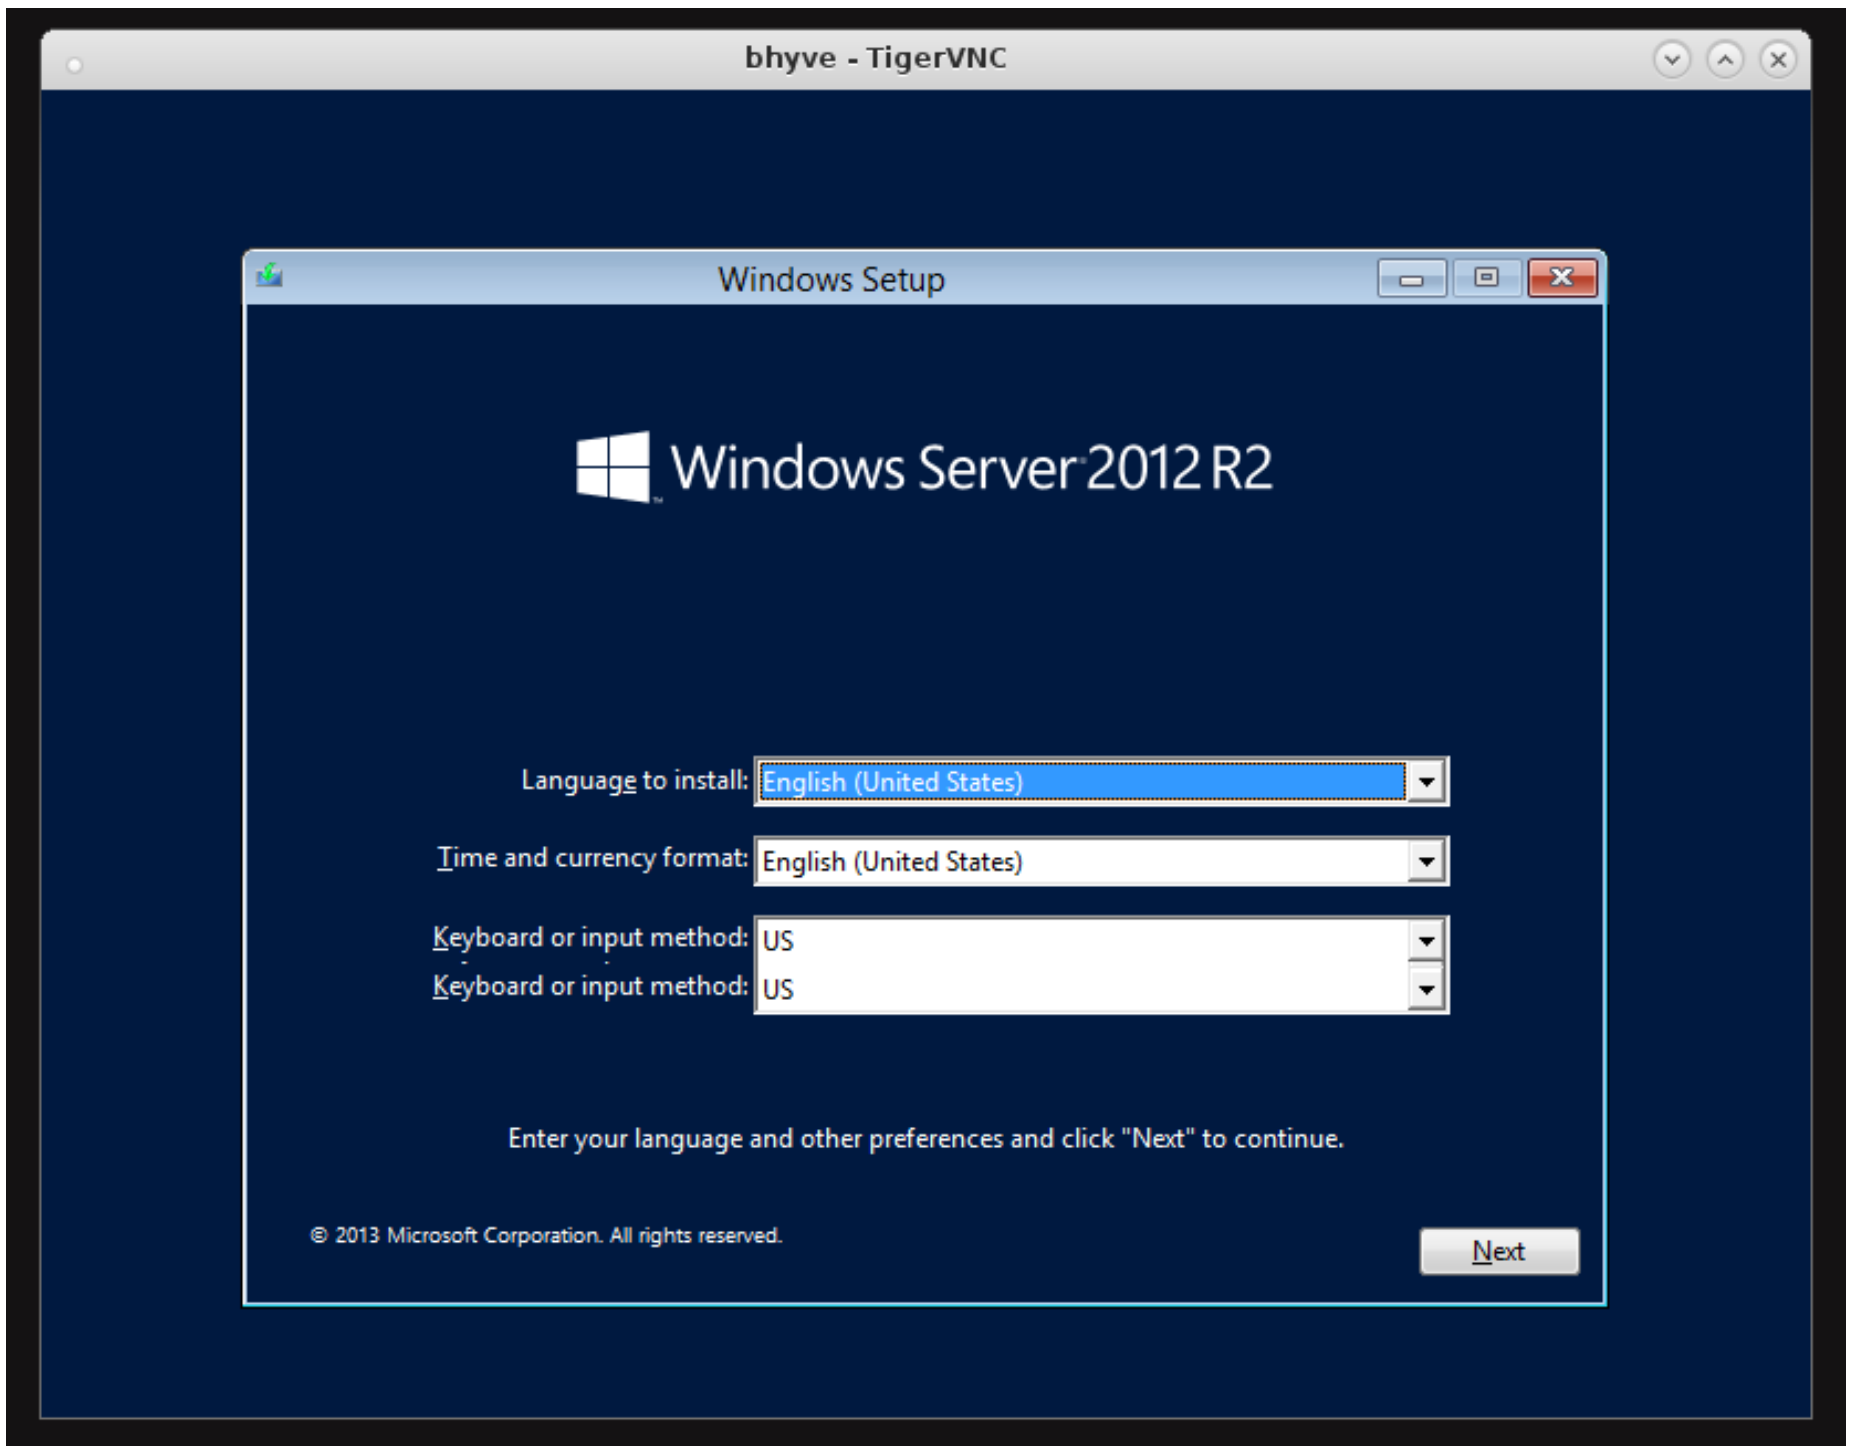 bhyve - TigerVNC
Windows Setup
Windows Server 2012 R2
Language to install: English (United States)
Time and currency format: English (United States)
Keyboard or input method: US
Keyboard or input method: US
Enter your language and other preferences and click "Next" to continue.
© 2013 Microsoft Corporation. All rights reserved.
Next